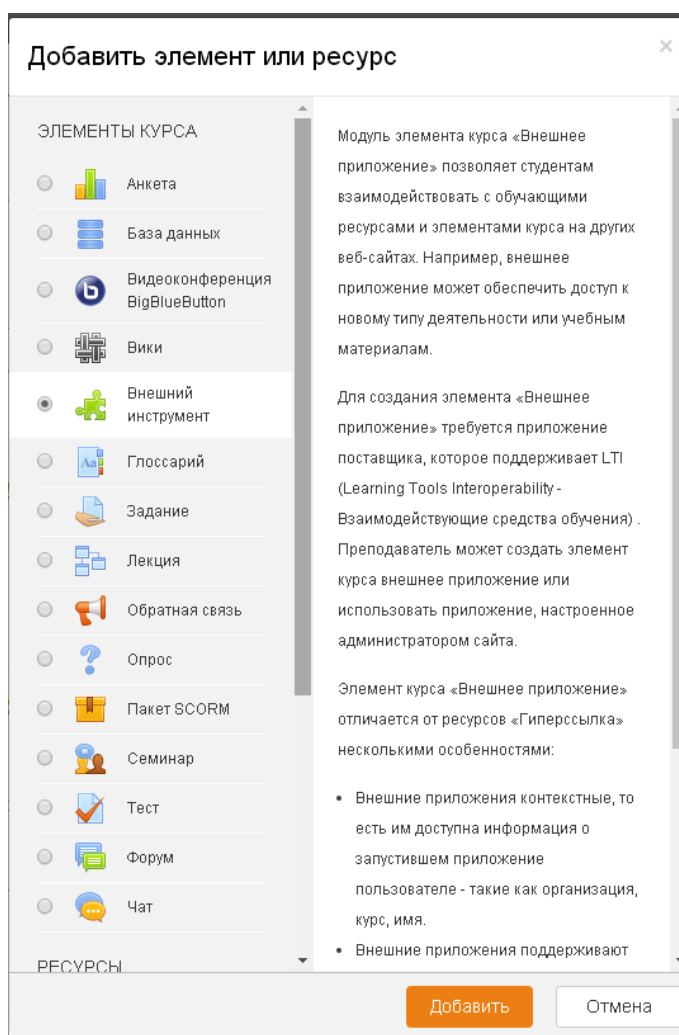 Добавить элемент или ресурс
×
ЭЛЕМЕНТЫ КУРСА
Анкета
База данных
Видеоконференция
BigBlueButton
Вики
Внешний
инструмент
Глоссарий
Задание
Лекция
Обратная связь
Опрос
Пакет SCORM
Семинар
Тест
Форум
Чат
РЕСУРСЫ
Модуль элемента курса «Внешнее
приложение» позволяет студентам
взаимодействовать с обучающими
ресурсами и элементами курса на других
веб-сайтах. Например, внешнее
приложение может обеспечить доступ к
новому типу деятельности или учебным
материалам.
Для создания элемента «Внешнее
приложение» требуется приложение
поставщика, которое поддерживает LTI
(Learning Tools Interoperability -
Взаимодействующие средства обучения) .
Преподаватель может создать элемент
курса внешнее приложение или
использовать приложение, настроенное
администратором сайта.
Элемент курса «Внешнее приложение»
отличается от ресурсов «Гиперссылка»
несколькими особенностями:
• Внешние приложения контекстные, то
есть им доступна информация о
запустившем приложение
пользователе - такие как организация,
курс, имя.
• Внешние приложения поддерживают
Добавить
Отмена